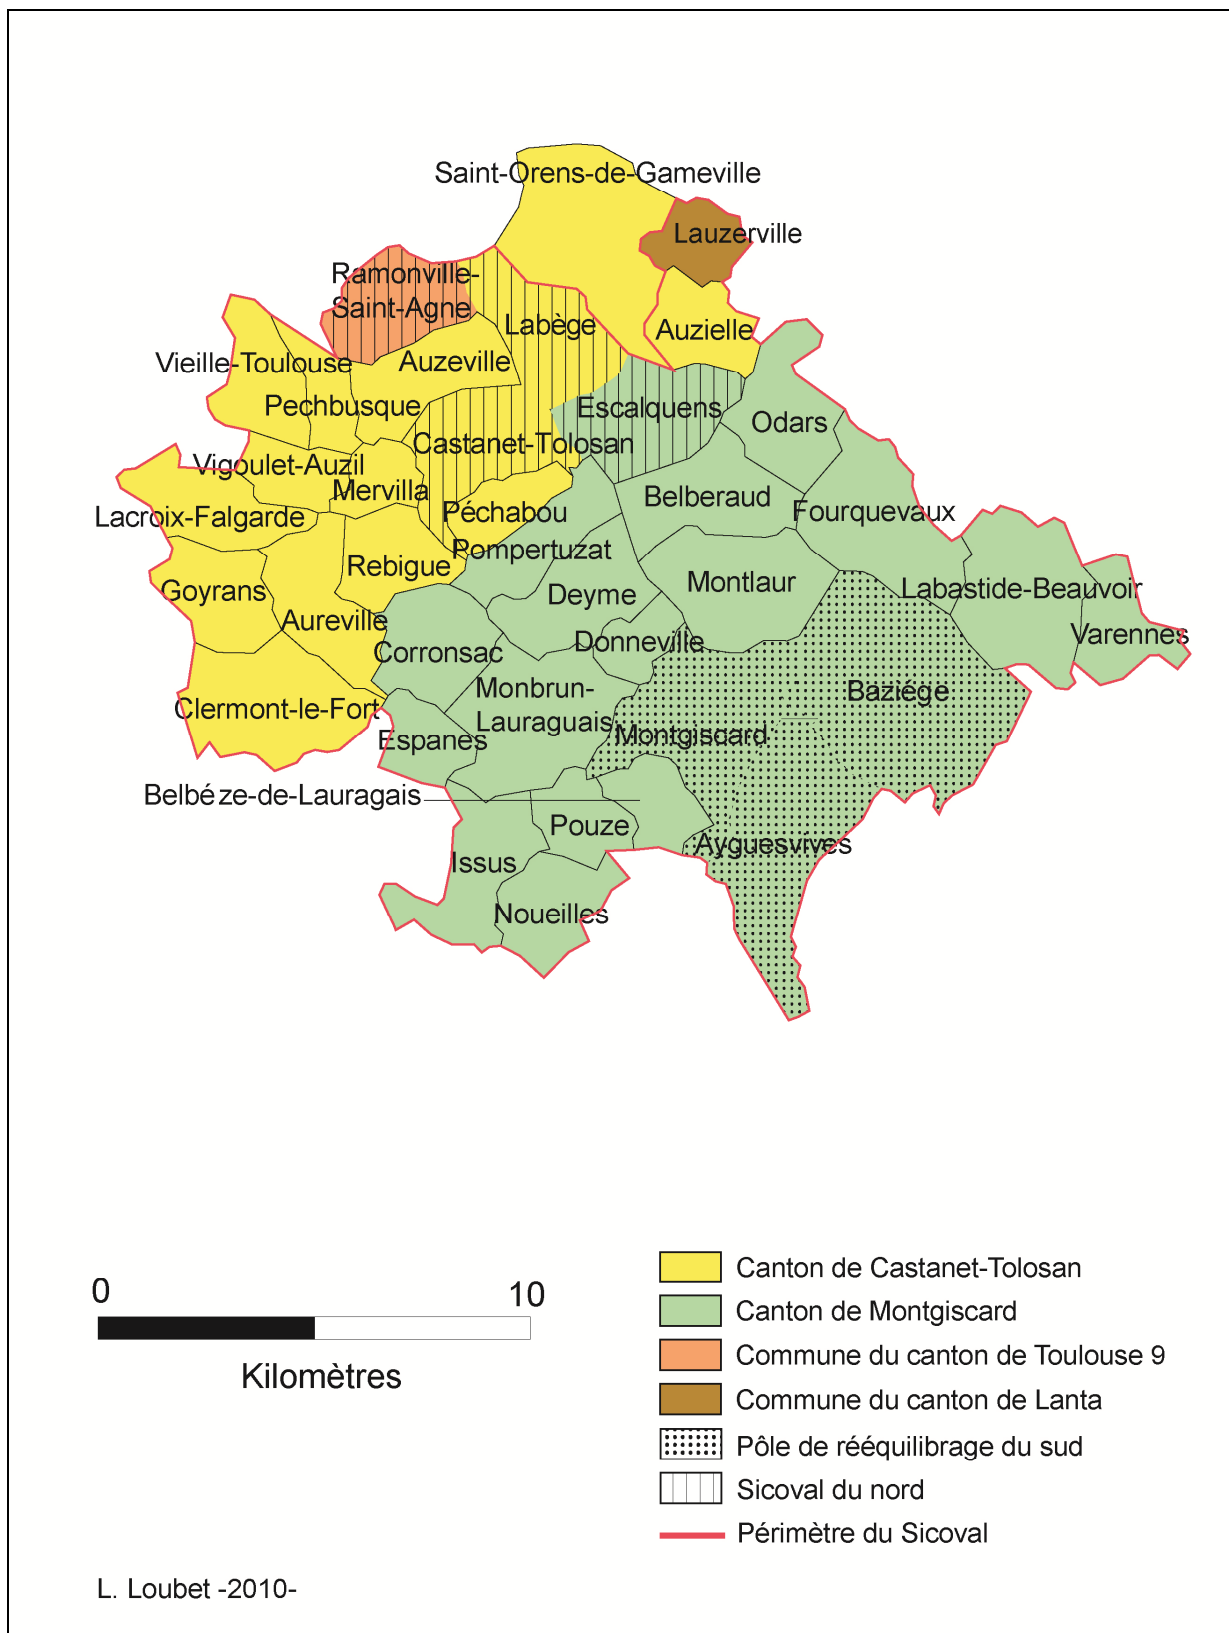 Saint-Orens-de-Gameville
Lauzerville
Ramonville-
Saint-Agne
Labège
Auzielle
Vieille-Toulouse
Auzeville
Pechbusque
Escalquens
Odars
Castanet-Tolosan
Vigoulet-Auzil
Mervilla
Belberaud
Lacroix-Falgarde
Péchabou
Fourquevaux
Pompertuzat
Rebigue
Montlaur
Goyrans
Deyme
Labastide-Beauvoir
Aureville
Donneville
Varennes
Corronsac
Monbrun-
Lauraguais
Baziége
Clermont-le-Fort
Espanes
Montgiscard
Belbéze-de-Lauragais
Pouze
Ayguesvives
Issus
Noueilles
0
10
Kilomètres
Canton de Castanet-Tolosan
Canton de Montgiscard
Commune du canton de Toulouse 9
Commune du canton de Lanta
Pôle de rééquilibrage du sud
Sicoval du nord
Périmètre du Sicoval
L. Loubet -2010-